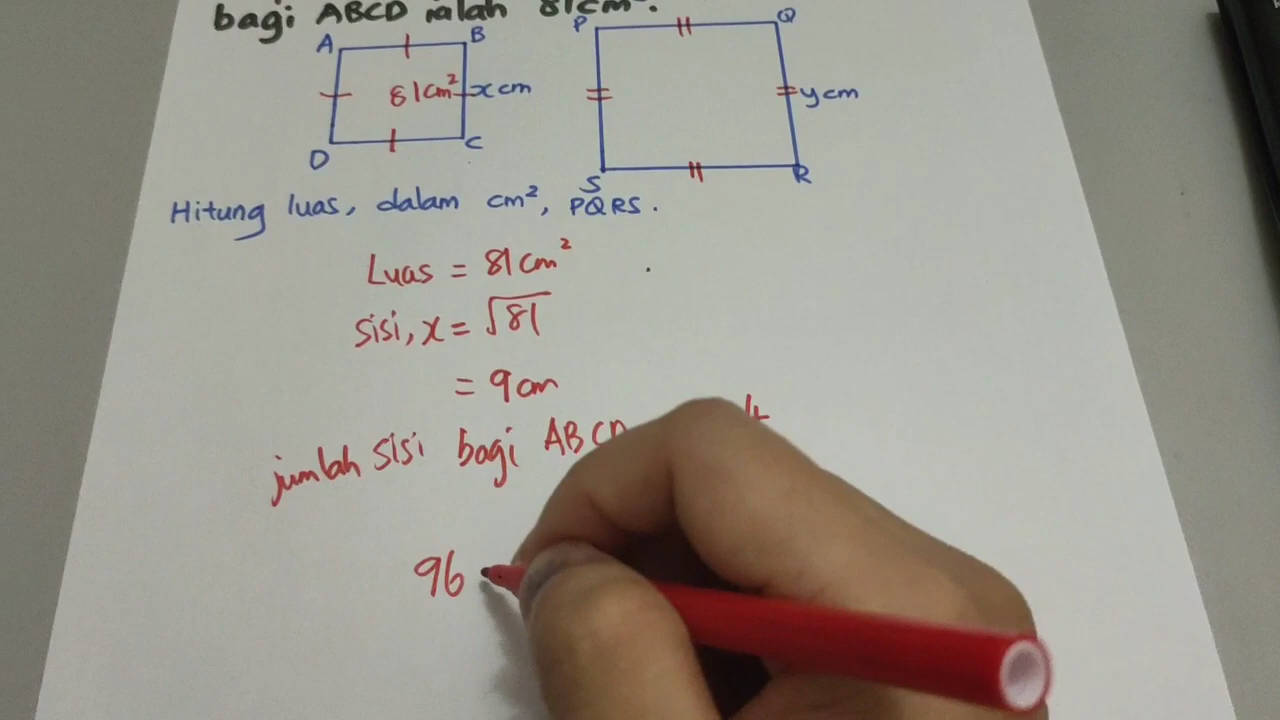 bagi ABCD ialah 81cm².
A B P Q
81cm² x cm y cm
D C S R
Hitung luas, dalam cm², PQRS.
Luas = 81cm²
sisi, x = √81
= 9cm
jumlah sisi bagi ABCD
96